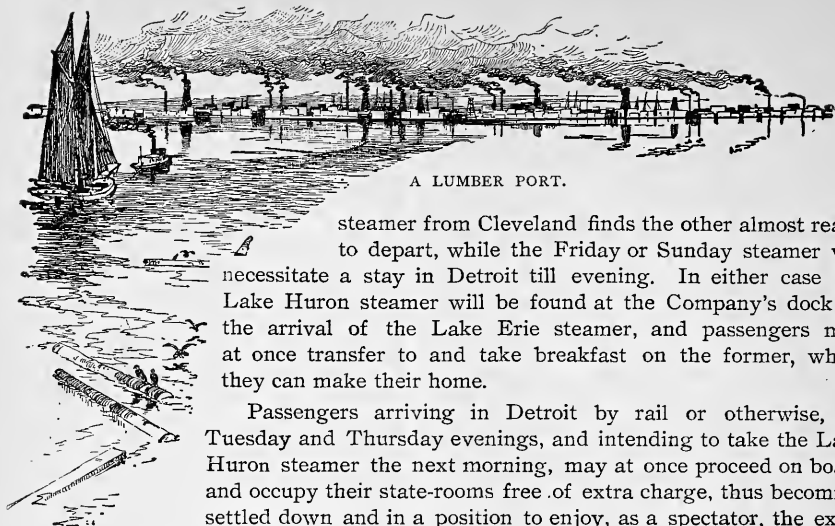 A LUMBER PORT.
steamer from Cleveland finds the other almost
to depart, while the Friday or Sunday steamer
necessitate a stay in Detroit till evening. In either case
Lake Huron steamer will be found at the Company's dock
the arrival of the Lake Erie steamer, and passengers
at once transfer to and take breakfast on the former,
they can make their home.
Passengers arriving in Detroit by rail or otherwise,
Tuesday and Thursday evenings, and intending to take the
Huron steamer the next morning, may at once proceed on
and occupy their state-rooms free .of extra charge, thus
settled down and in a position to enjoy, as a spectator, the